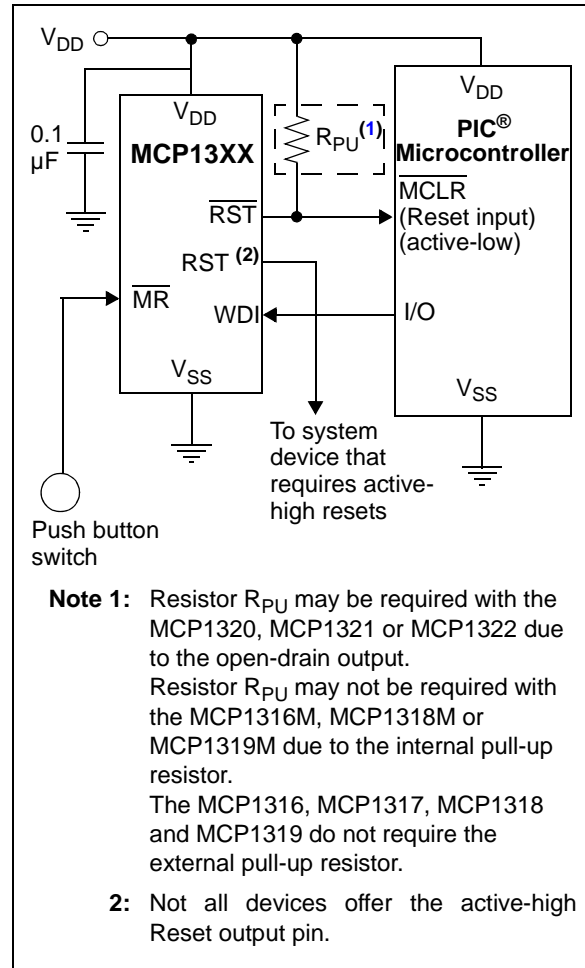 VDD
VDD
VDD
0.1
µF
MCP13XX
RPU(1)
PIC®
Microcontroller
RST
MCLR
(Reset input)
(active-low)
RST (2)
MR
WDI
I/O
VSS
VSS
To system
device that
requires active-
high resets
Push button
switch
Note 1: Resistor RPU may be required with the
MCP1320, MCP1321 or MCP1322 due
to the open-drain output.
Resistor RPU may not be required with
the MCP1316M, MCP1318M or
MCP1319M due to the internal pull-up
resistor.
The MCP1316, MCP1317, MCP1318
and MCP1319 do not require the
external pull-up resistor.
2: Not all devices offer the active-high
Reset output pin.